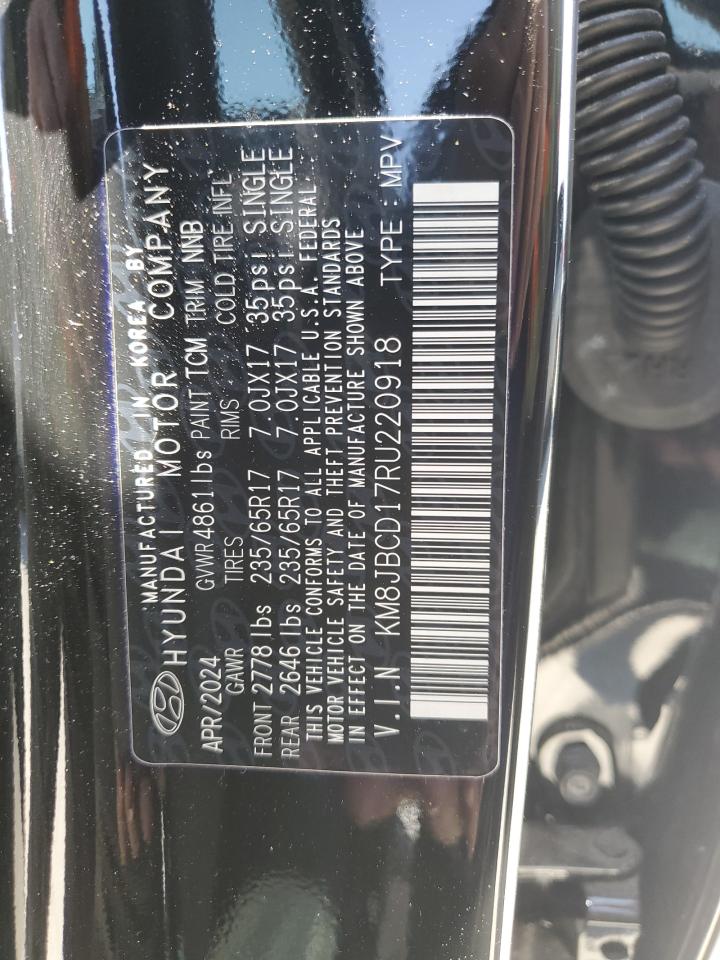 MANUFACTURED IN KOREA BY
HYUNDAI MOTOR COMPANY
APR/2024 GVWR 4861lbs PAINT TCM TRIM NNB
GAWR TIRES RIMS COLD TIRE INFL
FRONT 2778 lbs 235/65R17 7.0JX17 35psi SINGLE
REAR 2646 lbs 235/65R17 7.0JX17 35psi SINGLE
THIS VEHICLE CONFORMS TO ALL APPLICABLE U.S.A. FEDERAL
MOTOR VEHICLE SAFETY AND THEFT PREVENTION STANDARDS
IN EFFECT ON THE DATE OF MANUFACTURE SHOWN ABOVE
V.I.N KM8JBCD17RU220918 TYPE : MPV